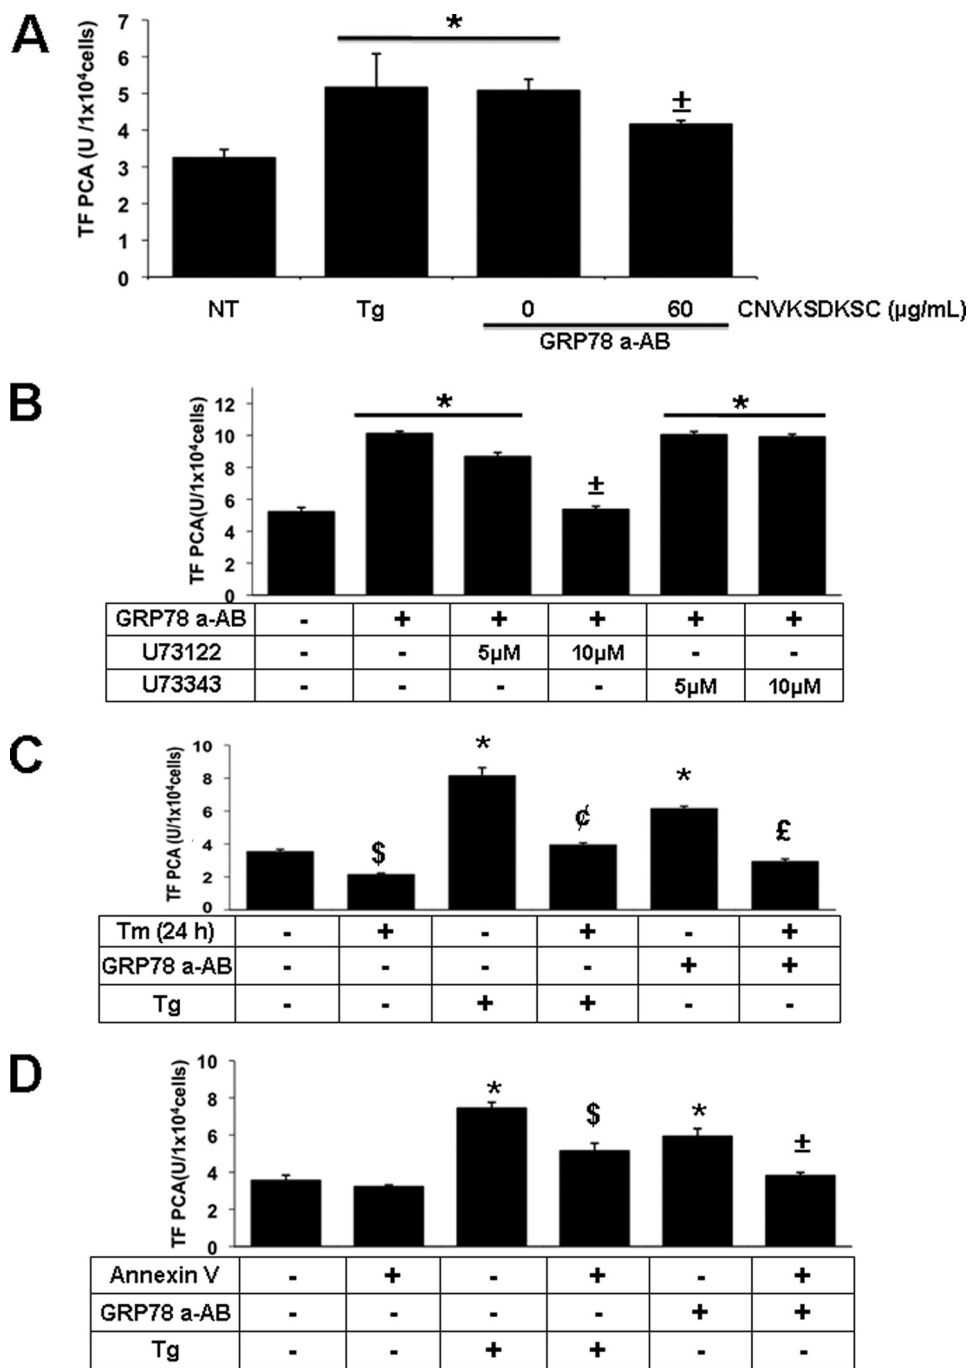 A
TF PCA (U /1x10⁴cells)
7
6
5
4
3
2
1
0
*
±
NT Tg 0 60 CNVKSDKSC (µg/mL)
GRP78 a-AB
B
TF PCA(U/1x10⁴cells)
12
10
8
6
4
2
0
* ± *
GRP78 a-AB - + + + + +
U73122 - - 5µM 10µM - -
U73343 - - - - 5µM 10µM
C
TF PCA (U/1x10⁴cells)
10
8
6
4
2
0
$ * ¢ * £
Tm (24 h) - + - + - +
GRP78 a-AB - - - - + +
Tg - - + + - -
D
TF PCA(U/1x10⁴cells)
10
8
6
4
2
0
* $ * ±
Annexin V - + - + - +
GRP78 a-AB - - - - + +
Tg - - + + - -